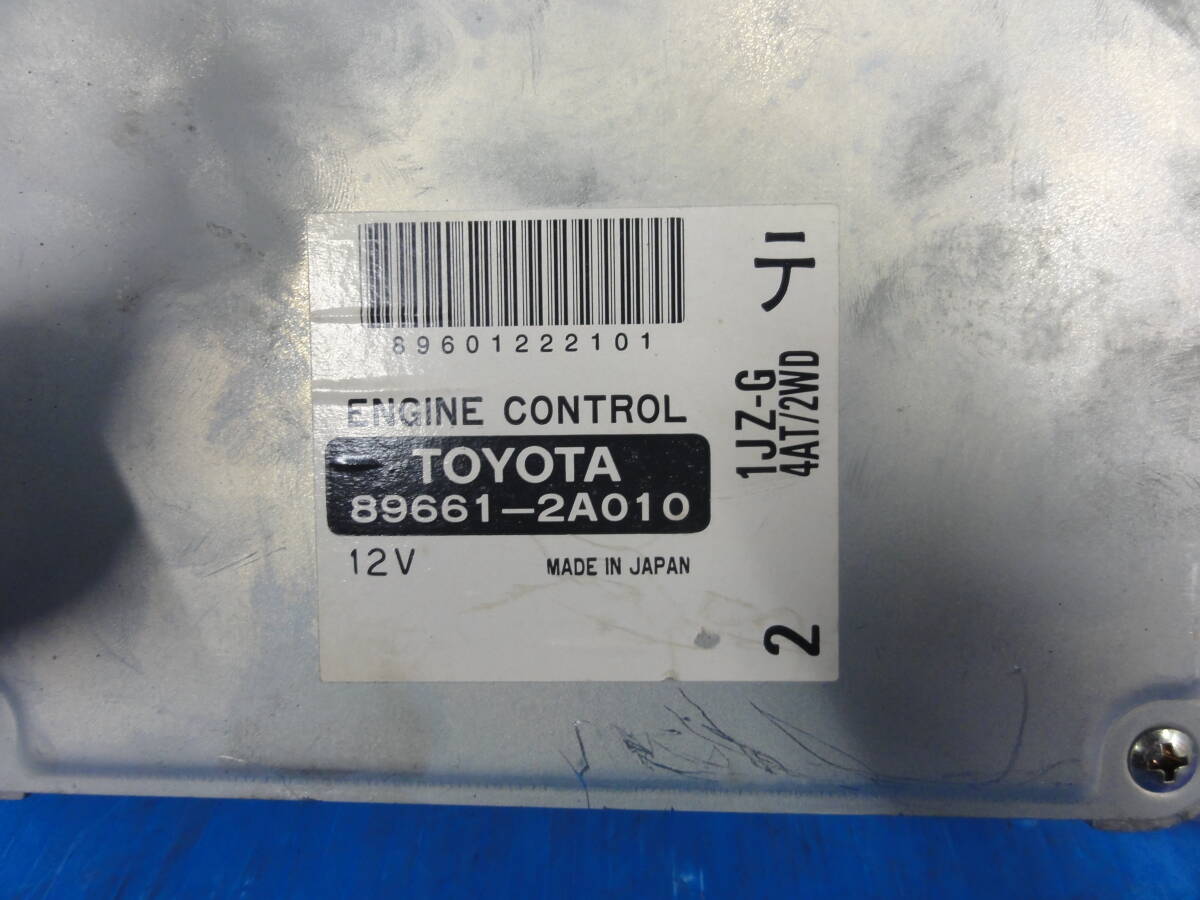 89601222101
ENGINE CONTROL
TOYOTA
89661-2A010
12V MADE IN JAPAN
テ
1JZ-G
4AT/2WD
2